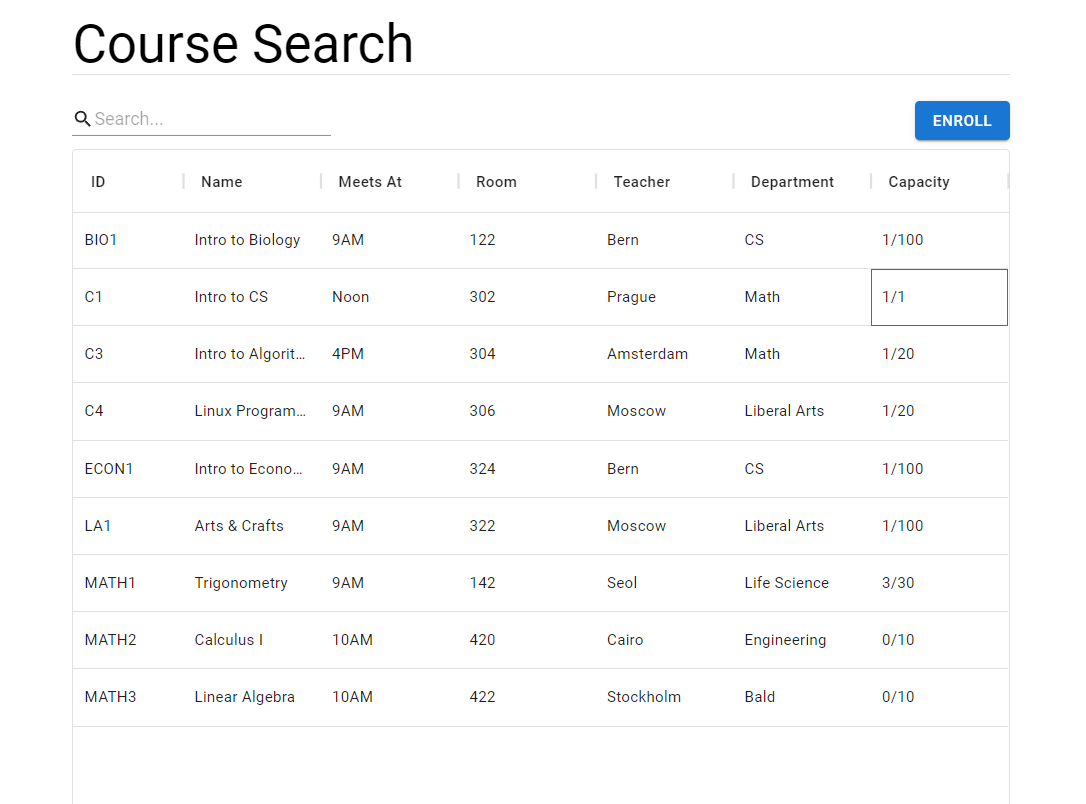 Course Search
Search...
ENROLL
ID Name Meets At Room Teacher Department Capacity
BIO1 Intro to Biology 9AM 122 Bern CS 1/100
C1 Intro to CS Noon 302 Prague Math 1/1
C3 Intro to Algorit... 4PM 304 Amsterdam Math 1/20
C4 Linux Program... 9AM 306 Moscow Liberal Arts 1/20
ECON1 Intro to Econo... 9AM 324 Bern CS 1/100
LA1 Arts & Crafts 9AM 322 Moscow Liberal Arts 1/100
MATH1 Trigonometry 9AM 142 Seol Life Science 3/30
MATH2 Calculus I 10AM 420 Cairo Engineering 0/10
MATH3 Linear Algebra 10AM 422 Stockholm Bald 0/10